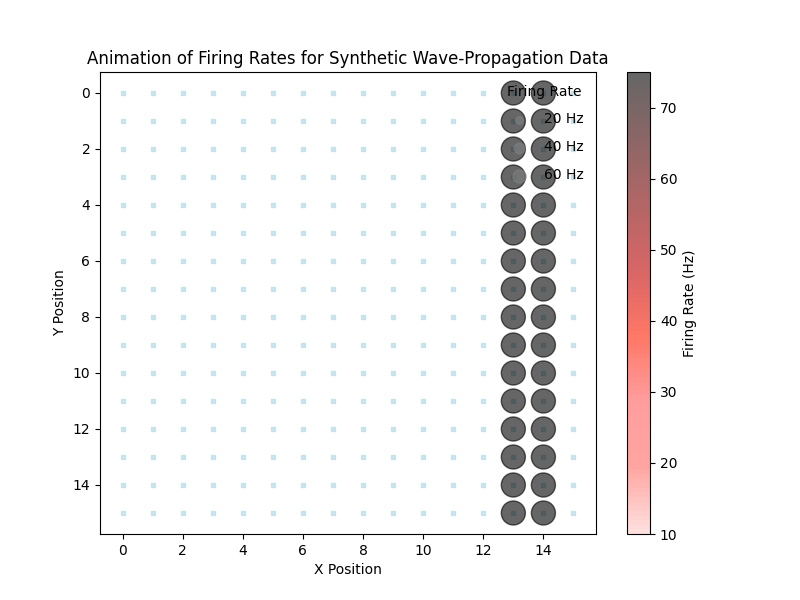 Animation of Firing Rates for Synthetic Wave-Propagation Data
Firing Rate
20 Hz
40 Hz
60 Hz
0
2
4
6
8
10
12
14
Y Position
0
2
4
6
8
10
12
14
X Position
70
60
50
40
30
20
10
Firing Rate (Hz)